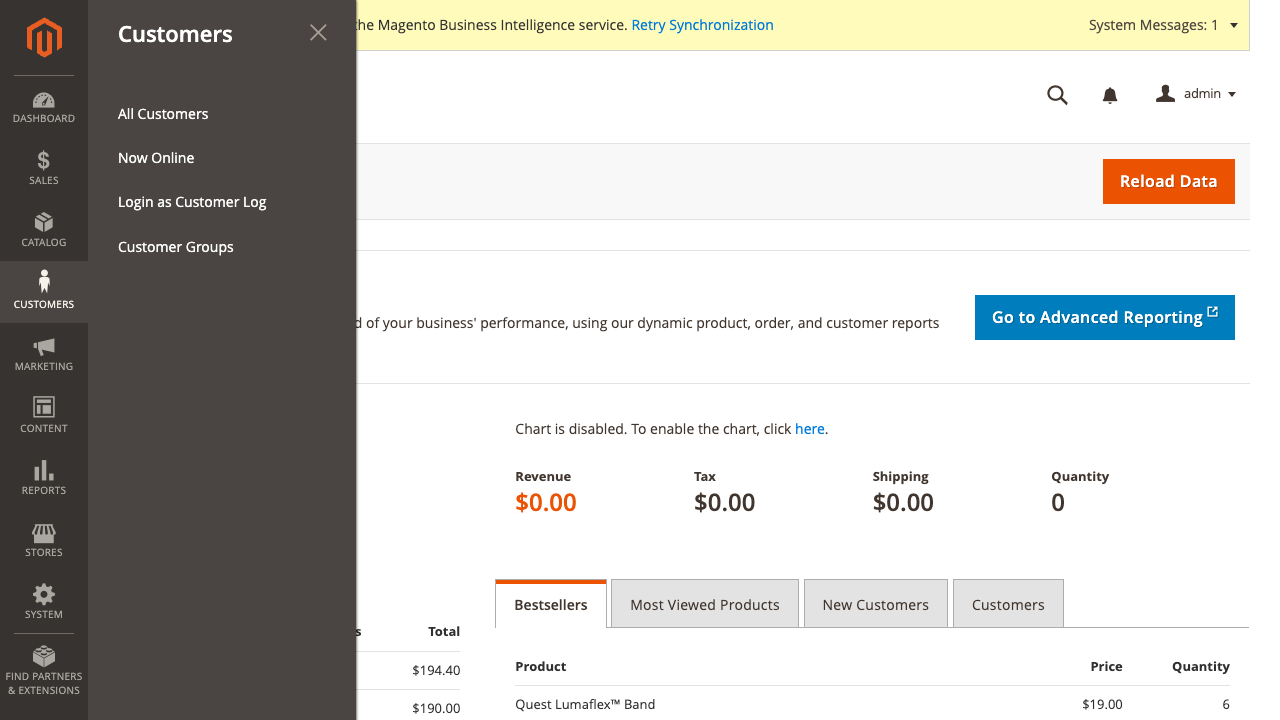 Customers
All Customers
Now Online
Login as Customer Log
Customer Groups
DASHBOARD
SALES
CATALOG
CUSTOMERS
MARKETING
CONTENT
REPORTS
STORES
SYSTEM
FIND PARTNERS
& EXTENSIONS
the Magento Business Intelligence service. Retry Synchronization
System Messages: 1
admin
Reload Data
d of your business' performance, using our dynamic product, order, and customer reports
Go to Advanced Reporting
Chart is disabled. To enable the chart, click here.
Revenue Tax Shipping Quantity
$0.00 $0.00 $0.00 0
s Total
$194.40
$190.00
Bestsellers Most Viewed Products New Customers Customers
Product Price Quantity
Quest Lumaflex™ Band $19.00 6